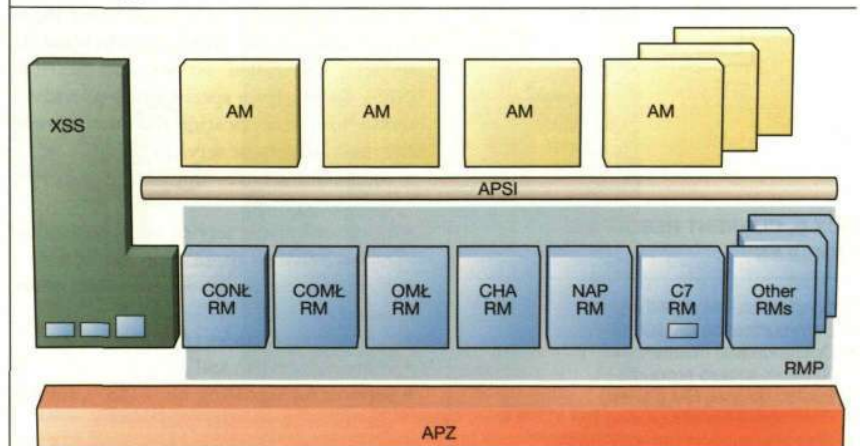 XSS
AM
AM
AM
AM
APSI
CONŁ
RM
COMŁ
RM
OMŁ
RM
CHA
RM
NAP
RM
C7
RM
Other
RMs
RMP
APZ